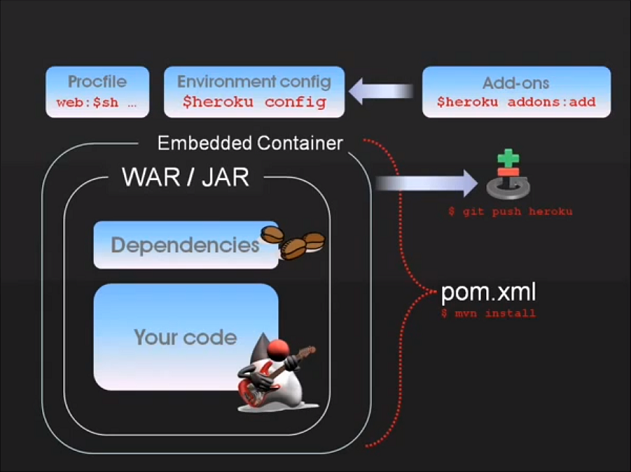 Procfile
web:$sh …
Environment config
$heroku config
Add-ons
$heroku addons:add
Embedded Container
WAR / JAR
$ git push heroku
Dependencies
pom.xml
$ mvn install
Your code